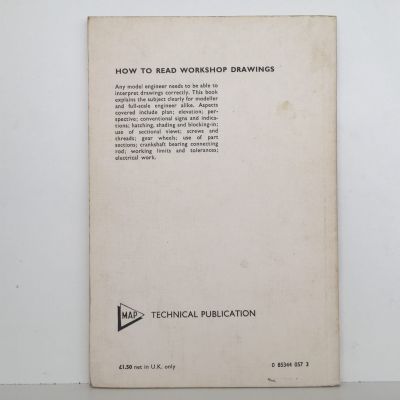 HOW TO READ WORKSHOP DRAWINGS
Any model engineer needs to be able to
interpret drawings correctly. This book
explains the subject clearly for modeller
and full-scale engineer alike. Aspects
covered include plan; elevation; per-
spective; conventional signs and indica-
tions; hatching, shading and blocking-in;
use of sectional views; screws and
threads; gear wheels; use of part
sections; crankshaft bearing connecting
rod; working limits and tolerances;
electrical work.
MAP TECHNICAL PUBLICATION
£1.50 net in U.K. only
0 85344 057 3